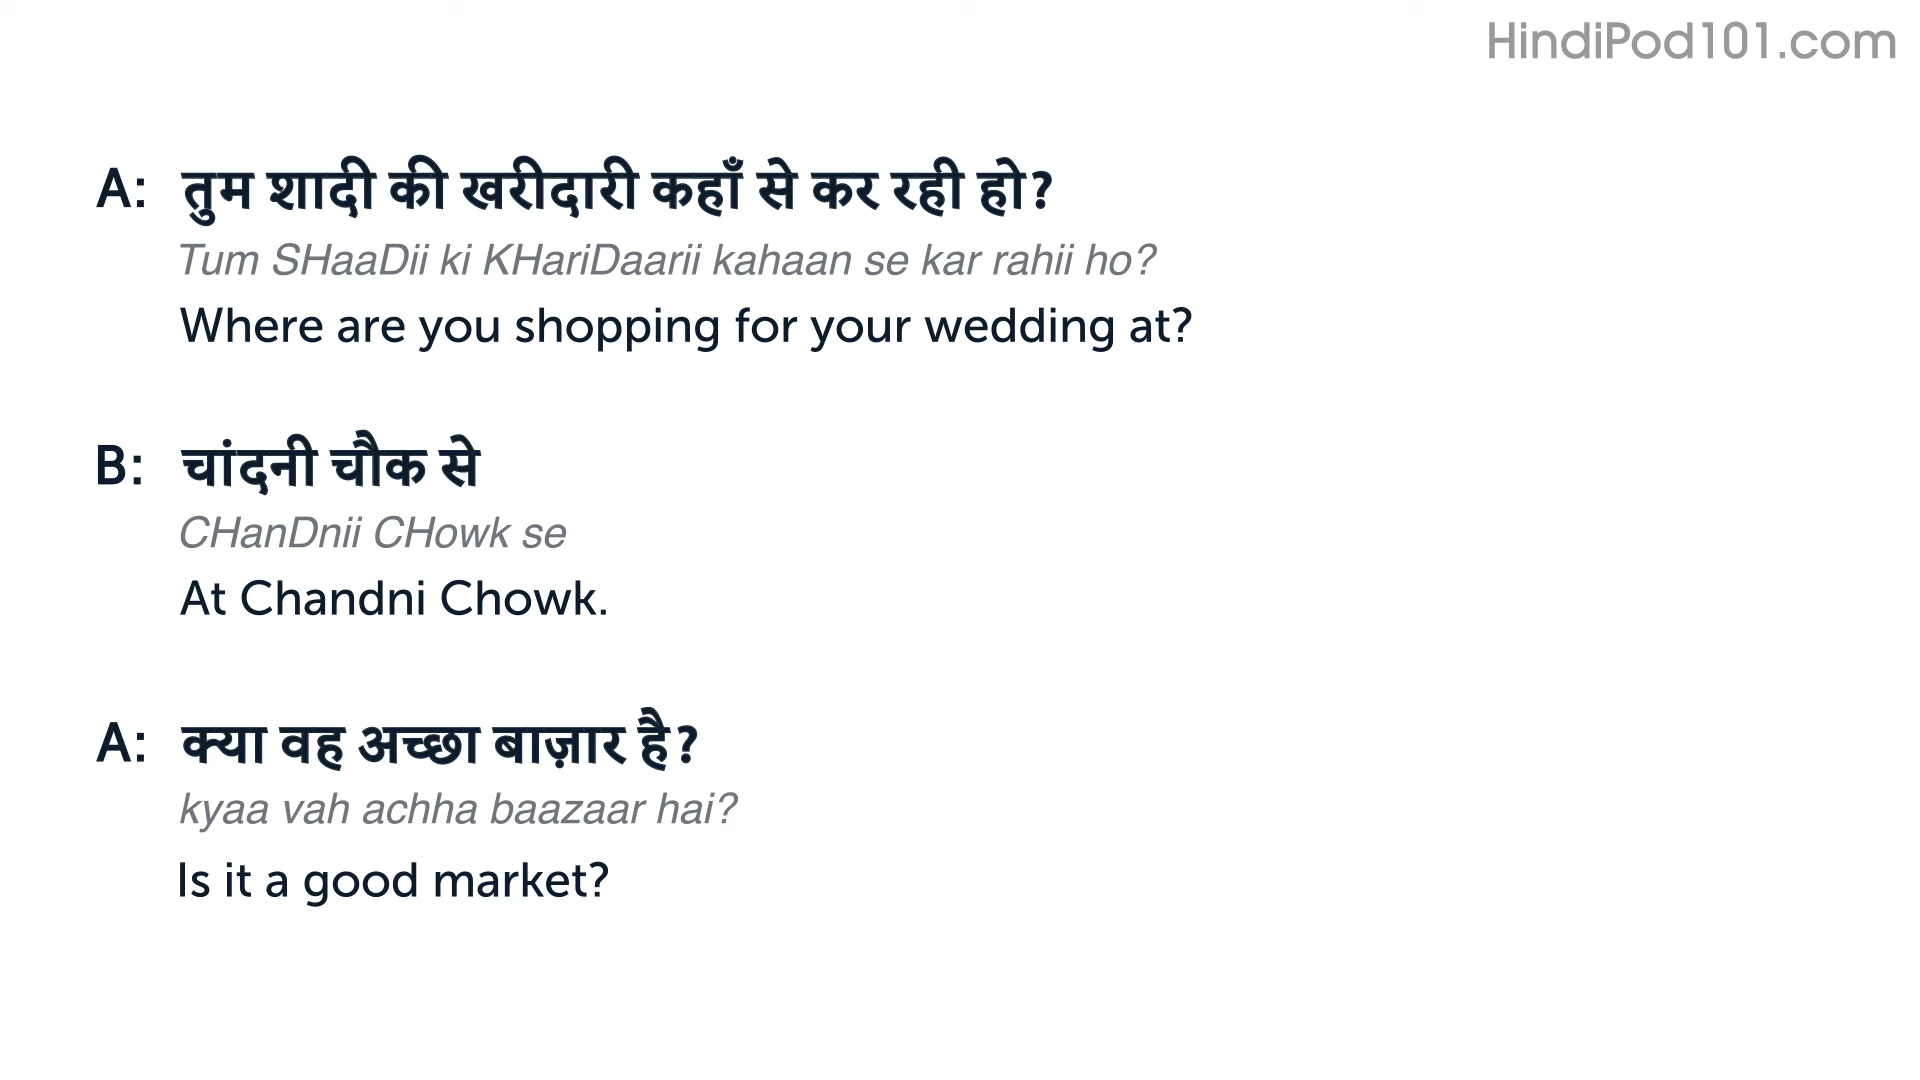 HindiPod101.com
A: तुम शादी की खरीदारी कहाँ से कर रही हो?
Tum SHaaDii ki KHariDaarii kahaan se kar rahii ho?
Where are you shopping for your wedding at?
B: चांदनी चौक से
CHanDnii CHowk se
At Chandni Chowk.
A: क्या वह अच्छा बाज़ार है?
kyaa vah achha baazaar hai?
Is it a good market?